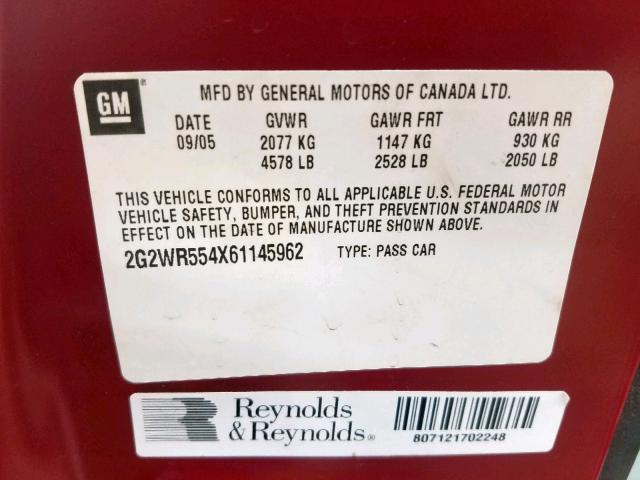 GM ®
MFD BY GENERAL MOTORS OF CANADA LTD.
DATE GVWR GAWR FRT GAWR RR
09/05 2077 KG 1147 KG 930 KG
4578 LB 2528 LB 2050 LB
THIS VEHICLE CONFORMS TO ALL APPLICABLE U.S. FEDERAL MOTOR
VEHICLE SAFETY, BUMPER, AND THEFT PREVENTION STANDARDS IN
EFFECT ON THE DATE OF MANUFACTURE SHOWN ABOVE.
2G2WR554X61145962 TYPE: PASS CAR
Reynolds
& Reynolds®
807121702248